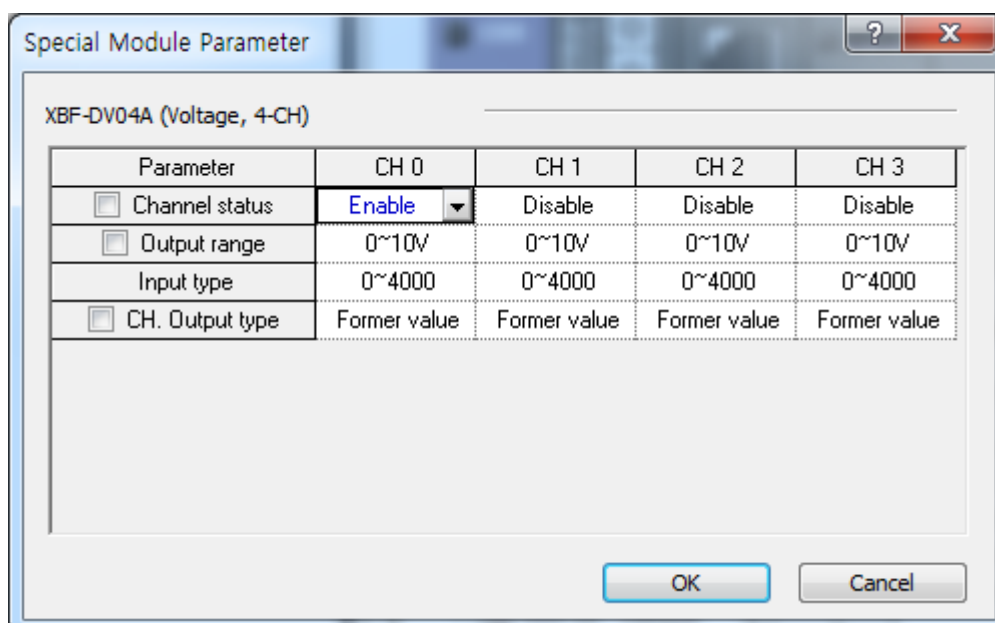 Special Module Parameter
?
X
XBF-DV04A (Voltage, 4-CH)
Parameter CH 0 CH 1 CH 2 CH 3
Channel status Enable Disable Disable Disable
Output range 0~10V 0~10V 0~10V 0~10V
Input type 0~4000 0~4000 0~4000 0~4000
CH. Output type Former value Former value Former value Former value
OK Cancel